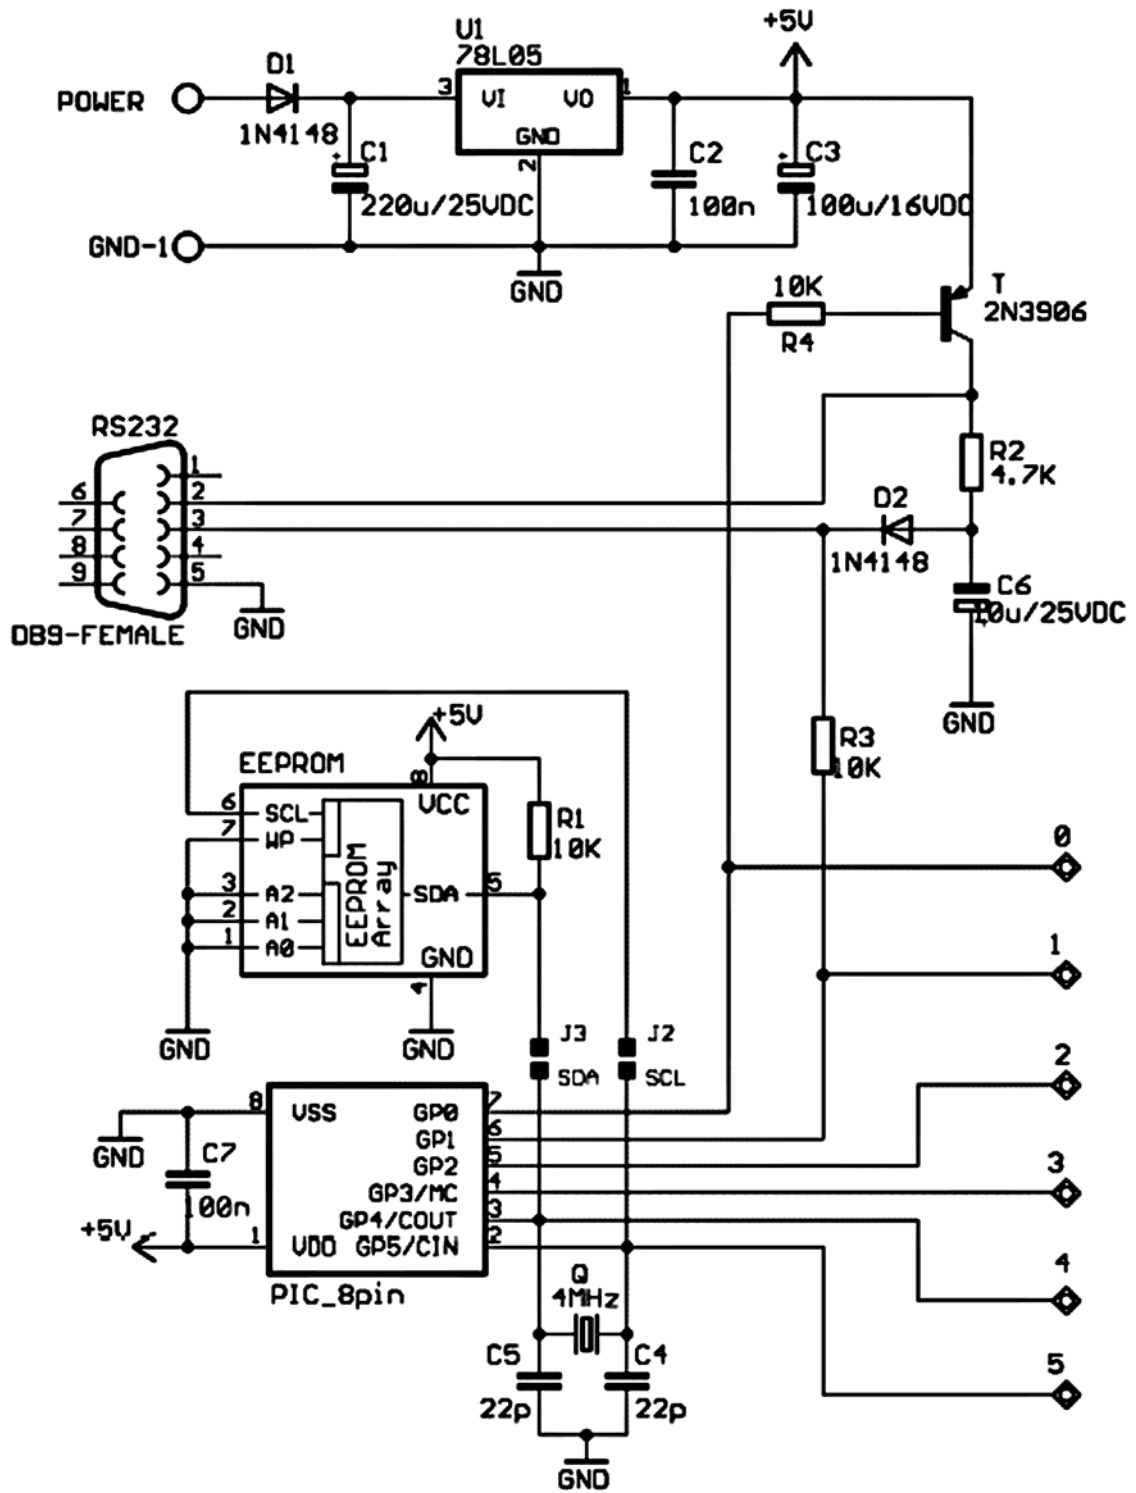 +5V
U1
78L05
D1
POWER
3
VI
VO
1
1N4148
GND
2
+
C1
220u/25VDC
C2
100n
+
C3
100u/16VDC
GND-1
GND
10K
R4
T
2N3906
RS232
1
6
2
7
3
8
4
9
5
GND
DB9-FEMALE
R2
4.7K
D2
1N4148
C6
10u/25VDC
+
GND
R3
10K
+5V
EEPROM
8
VCC
6
SCL
7
WP
3
A2
2
A1
1
A0
EEPROM
Array
SDA
5
R1
10K
GND
4
GND
GND
J3
SDA
J2
SCL
0
1
2
3
4
5
8
VSS
GP0
7
GP1
6
GP2
5
GP3/MC
4
GP4/COUT
3
1
VDD
GP5/CIN
2
GND
C7
100n
+5V
PIC_8pin
Q
4MHz
C5
22p
C4
22p
GND